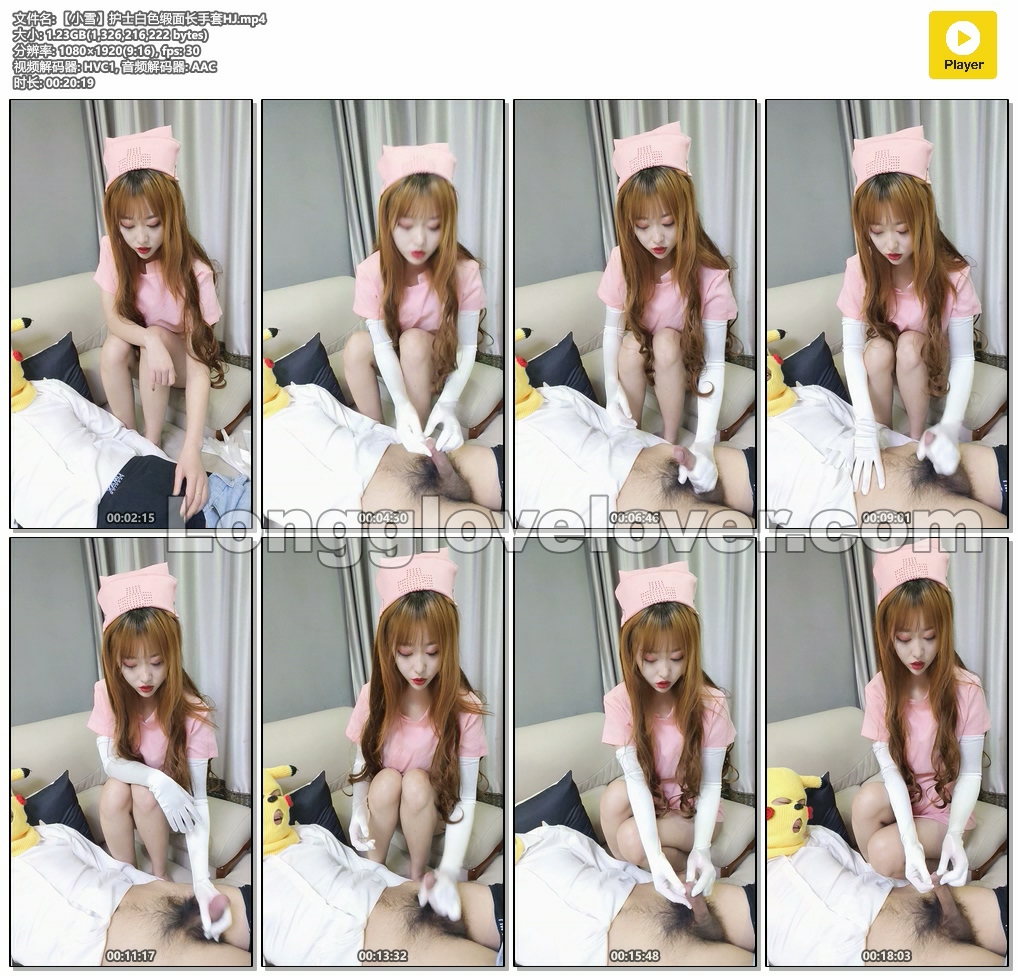 文件名: 【小雪】护士白色缎面长手套HJ.mp4
大小: 1.23GB(1,326,216,222 bytes)
分辨率: 1080×1920(9:16), fps: 30
视频解码器: HVC1, 音频解码器: AAC
时长: 00:20:19
Player
00:02:15
00:04:30
00:06:46
00:09:01
Longglovelover.com
00:11:17
00:13:32
00:15:48
00:18:03